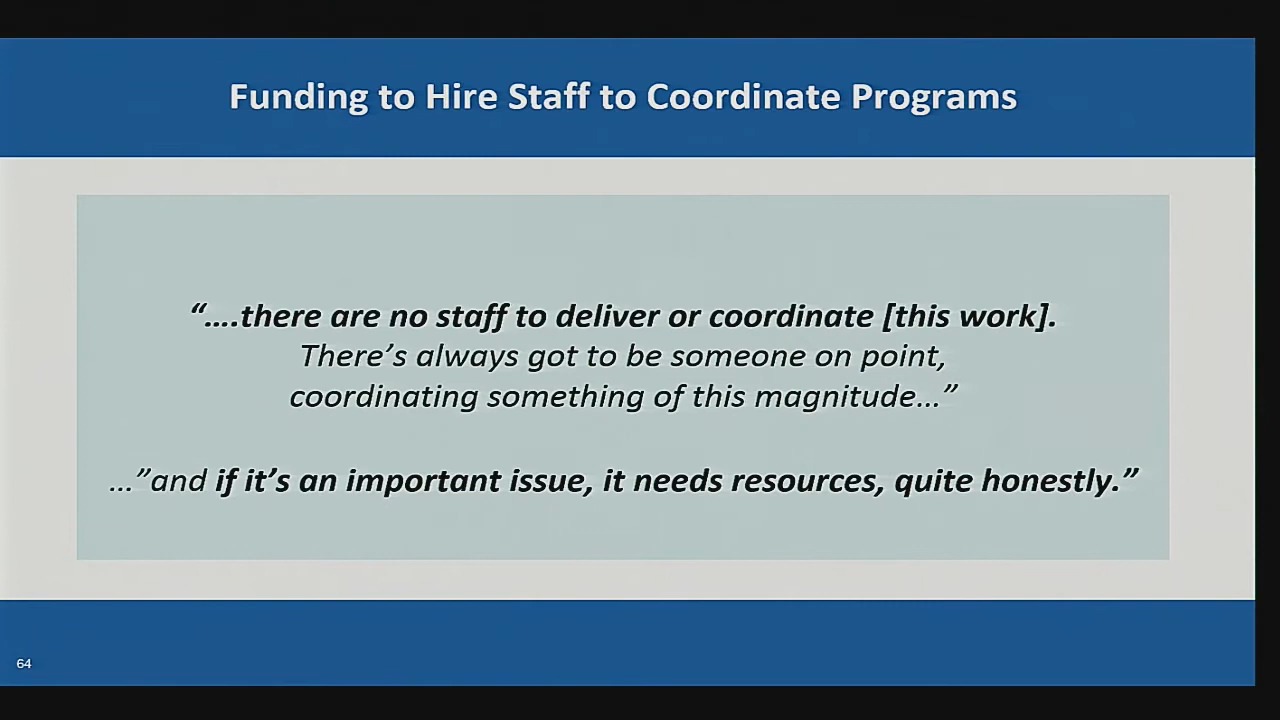 Funding to Hire Staff to Coordinate Programs
“….there are no staff to deliver or coordinate [this work].
There’s always got to be someone on point,
coordinating something of this magnitude…”
…”and if it’s an important issue, it needs resources, quite honestly.”
64